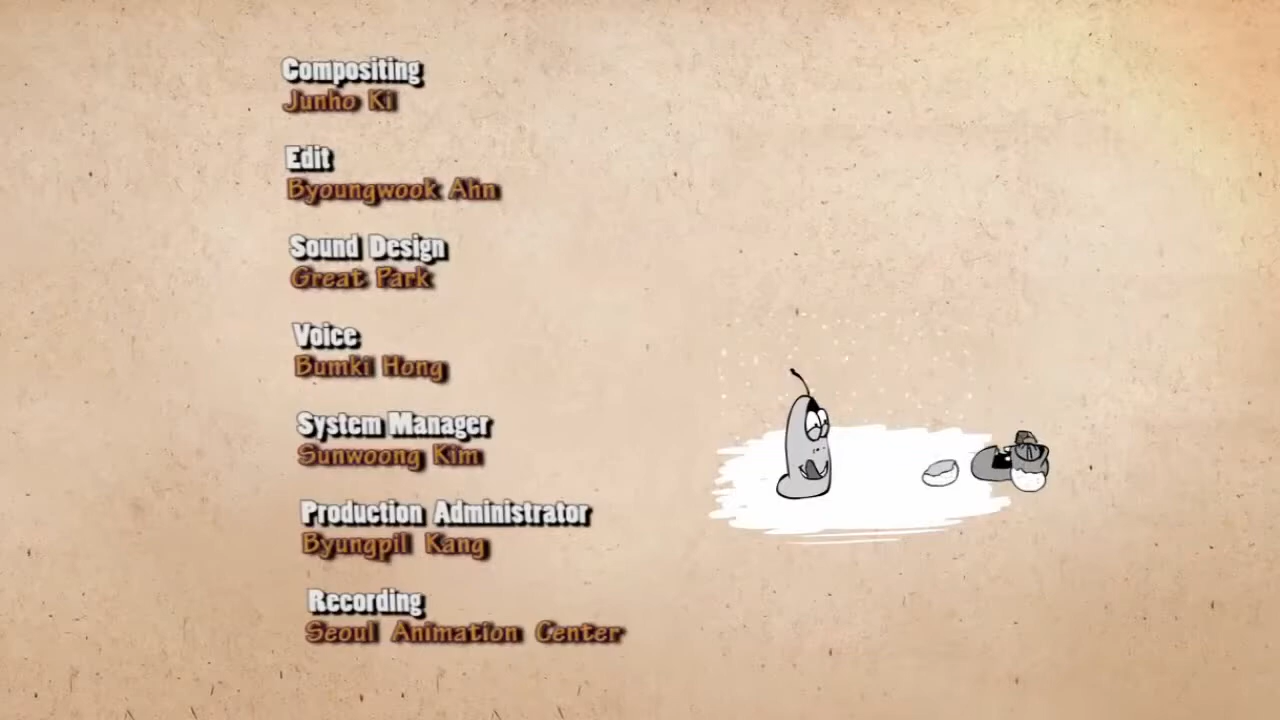 Compositing
Junho Ki
Edit
Byoungwook Ahn
Sound Design
Great Park
Voice
Bumki Hong
System Manager
Sunwoong Kim
Production Administrator
Byungpil Kang
Recording
Seoul Animation Center